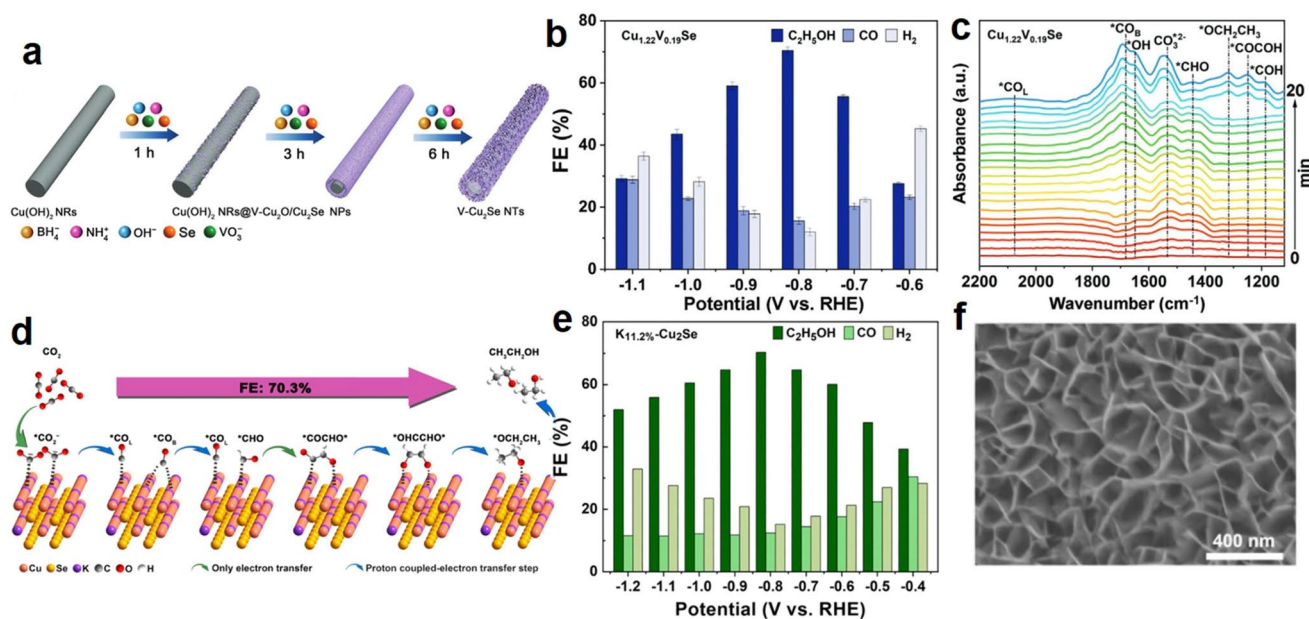 a
1 h
3 h
6 h
Cu(OH)₂ NRs
Cu(OH)₂ NRs@V-Cu₂O/Cu₂Se NPs
V-Cu₂Se NTs
BH₄⁻ NH₄⁺ OH⁻ Se VO₃⁻
b
Cu₁.₂₂V₀.₁₉Se
C₂H₅OH CO H₂
FE (%)
80
60
40
20
0
-1.1 -1.0 -0.9 -0.8 -0.7 -0.6
Potential (V vs. RHE)
c
Cu₁.₂₂V₀.₁₉Se
*CO_L
*CO_B
*OH
CO₃*²⁻
*CHO
*OCH₂CH₃
*COCOH
*COH
Absorbance (a.u.)
20
min
0
2200 2000 1800 1600 1400 1200
Wavenumber (cm⁻¹)
d
CO₂
FE: 70.3%
CH₃CH₂OH
*CO₂⁻ *CO_L *CO_B *CO_L *CHO *COCHO* *OHCCHO* *OCH₂CH₃
Cu Se K C O H
Only electron transfer
Proton coupled-electron transfer step
e
K₁₁.₂%-Cu₂Se
C₂H₅OH CO H₂
FE (%)
80
60
40
20
0
-1.2 -1.1 -1.0 -0.9 -0.8 -0.7 -0.6 -0.5 -0.4
Potential (V vs. RHE)
f
400 nm